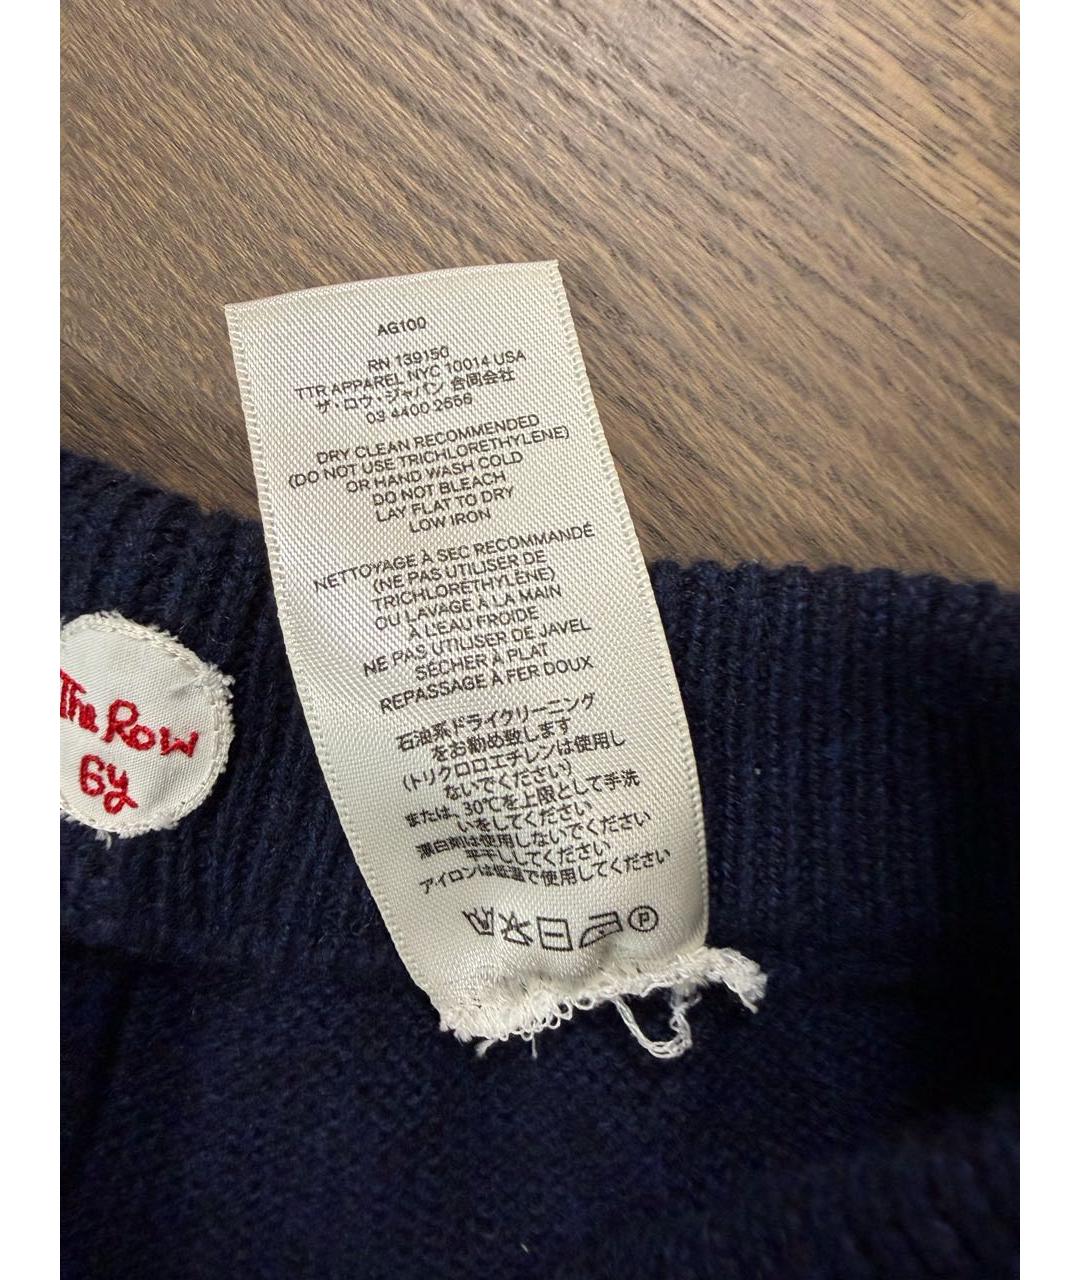 AG100
RN 139150
TTR APPAREL NYC 10014 USA
ザ・ロウ・ジャパン 合同会社
03 4400 2656
DRY CLEAN RECOMMENDED
(DO NOT USE TRICHLORETHYLENE)
OR HAND WASH COLD
DO NOT BLEACH
LAY FLAT TO DRY
LOW IRON
NETTOYAGE À SEC RECOMMANDÉ
(NE PAS UTILISER DE
TRICHLORÉTHYLÈNE)
OU LAVAGE À LA MAIN
À L'EAU FROIDE
NE PAS UTILISER DE JAVEL
SÉCHER À PLAT
REPASSAGE À FER DOUX
石油系ドライクリーニング
をお勧め致します
(トリクロロエチレンは使用し
ないでください)
または、30℃を上限として手洗
いをしてください
漂白剤は使用しないでください
平干ししてください
アイロンは低温で使用してください
P
The Row
6y